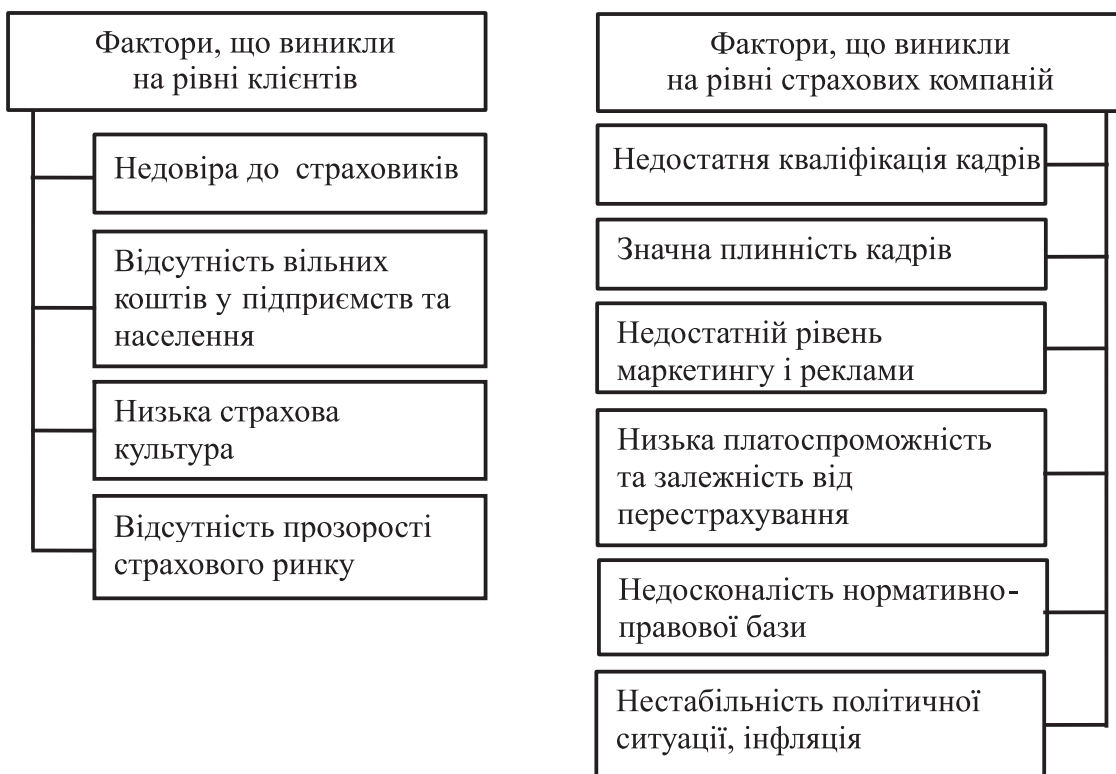 Фактори, що виникли
на рівні клієнтів
Недовіра до страховиків
Відсутність вільних
коштів у підприємств та
населення
Низька страхова
культура
Відсутність прозорості
страхового ринку
Фактори, що виникли
на рівні страхових компаній
Недостатня кваліфікація кадрів
Значна плинність кадрів
Недостатній рівень
маркетингу і реклами
Низька платоспроможність
та залежність від
перестрахування
Недосконалість нормативно-
правової бази
Нестабільність політичної
ситуації, інфляція